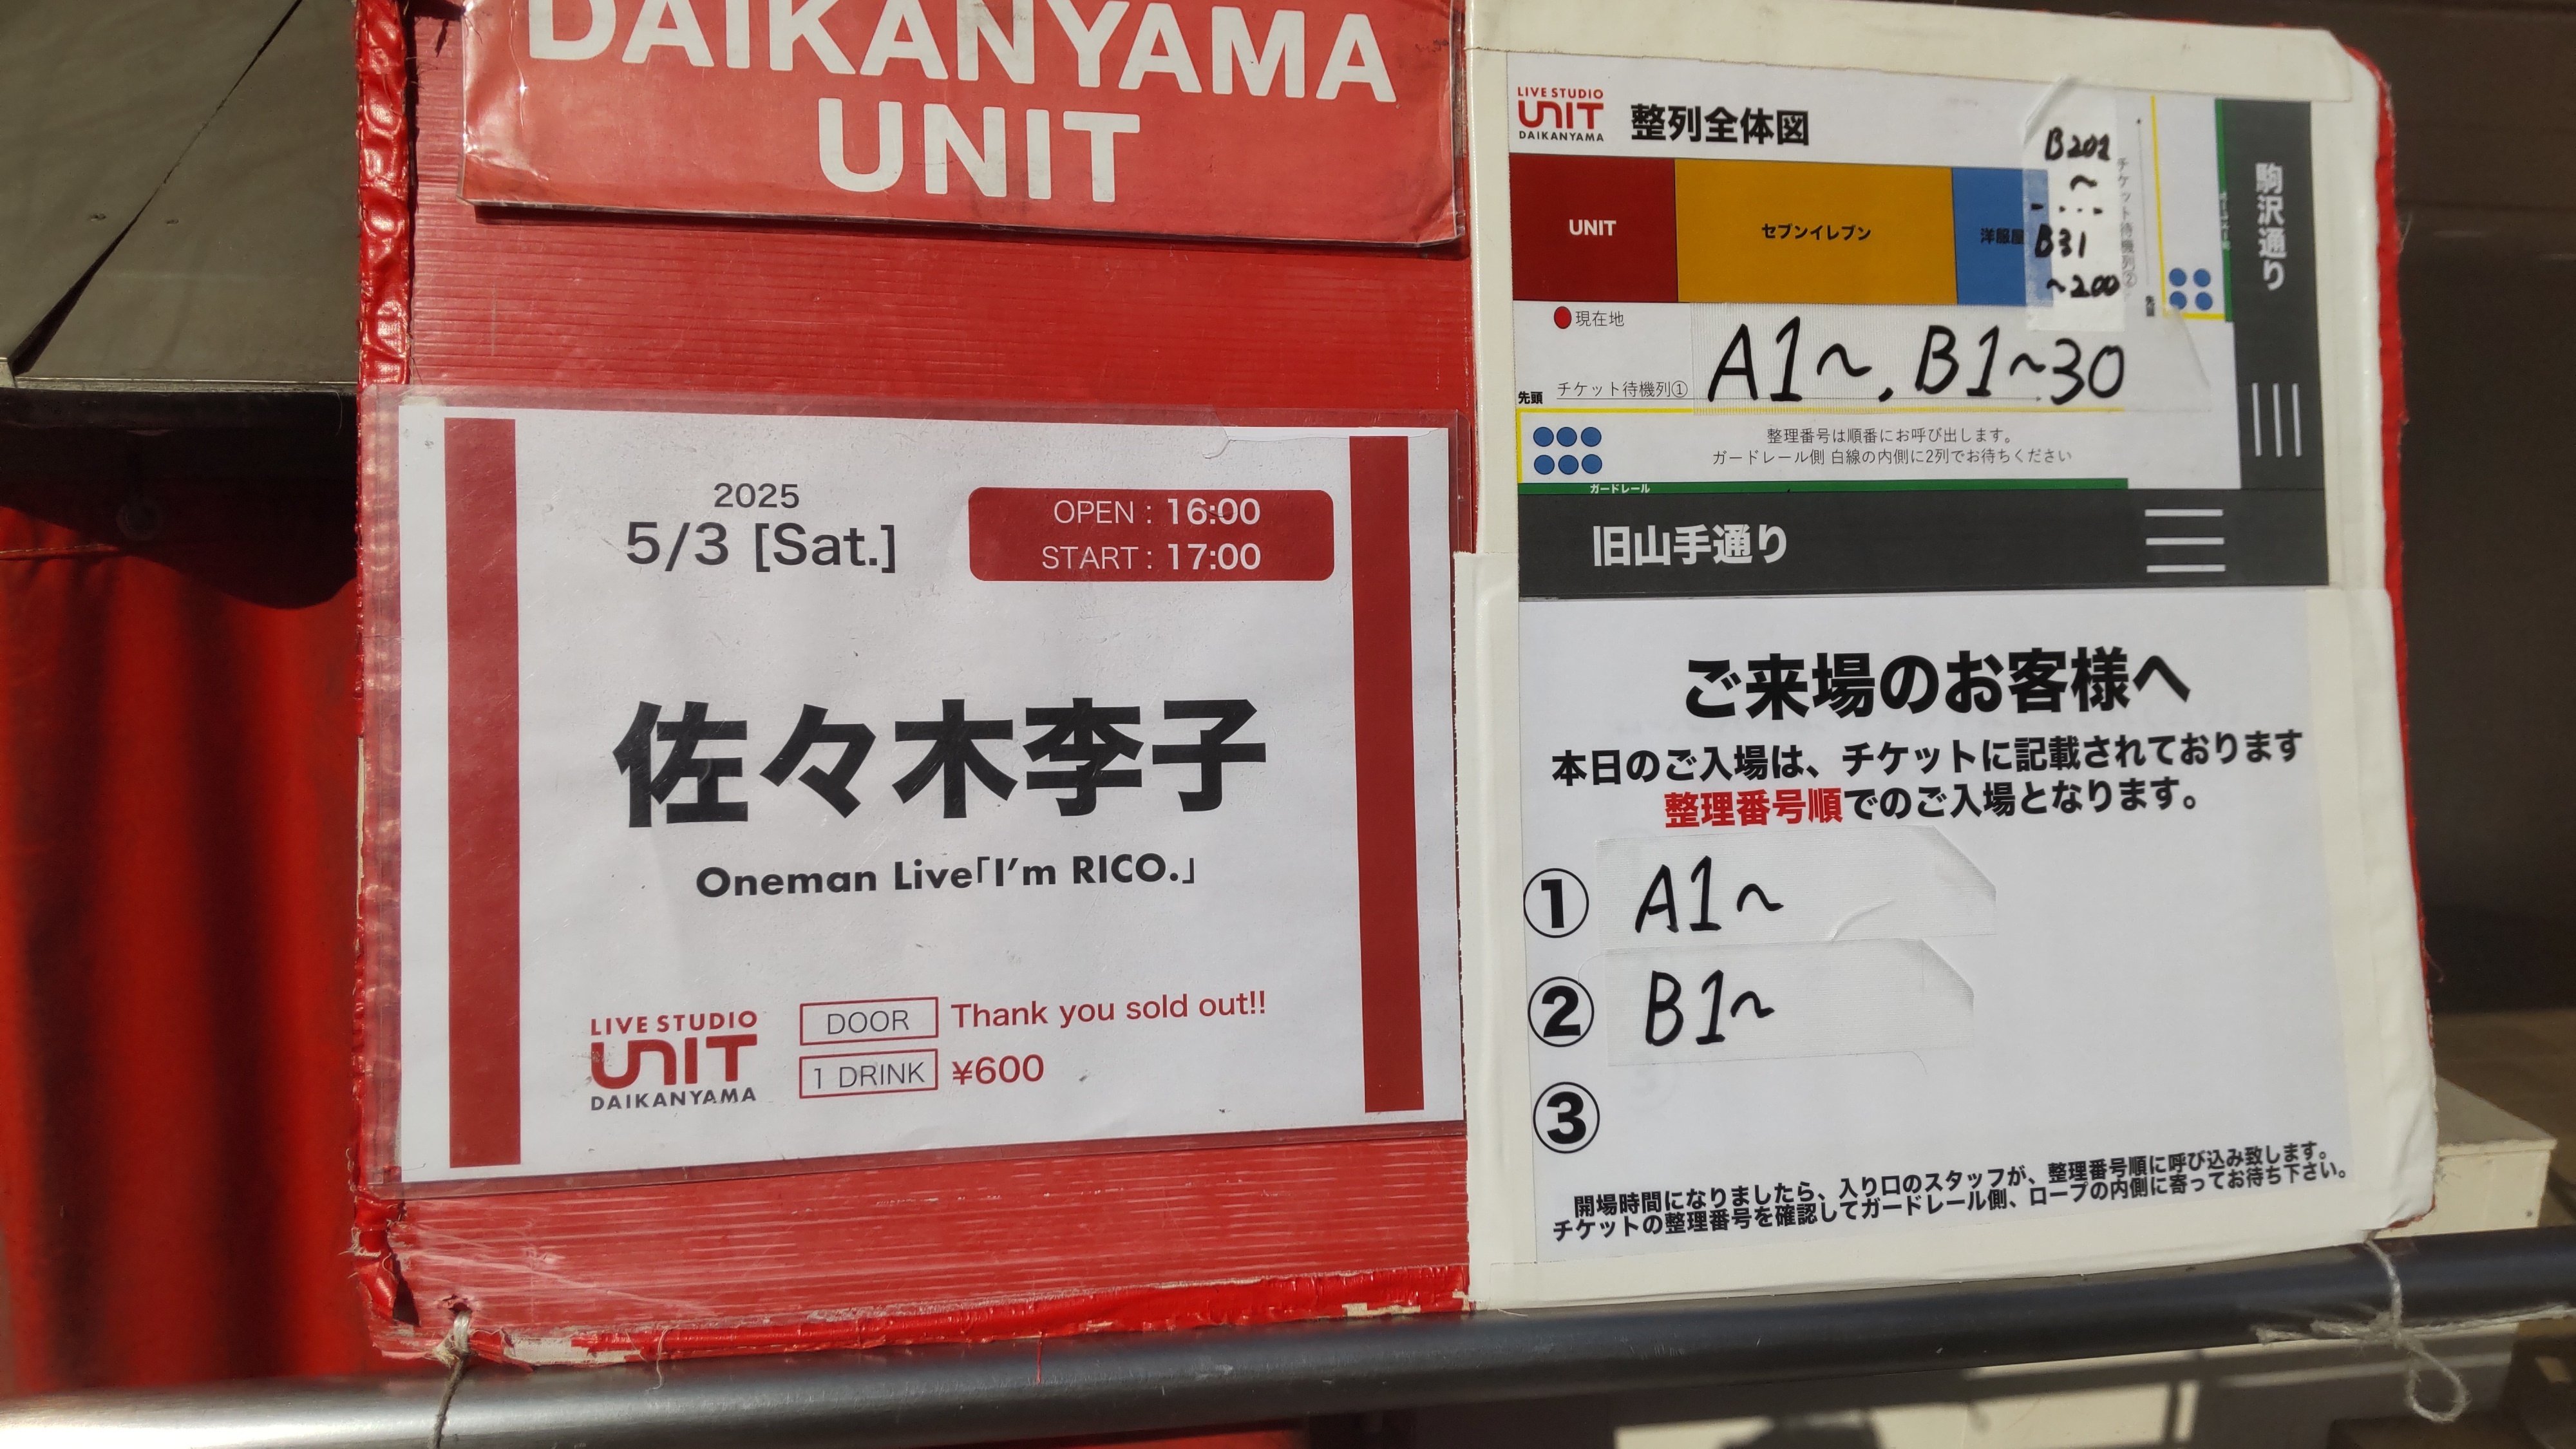 DAIKANYAMA
UNIT
2025
5/3 [Sat.]
OPEN : 16:00
START : 17:00
佐々木李子
Oneman Live「I'm RICO.」
LIVE STUDIO
UNIT
DAIKANYAMA
DOOR Thank you sold out!!
1 DRINK ¥600
LIVE STUDIO
UNIT
DAIKANYAMA
整列全体図
UNIT
セブンイレブン
洋服屋
B201
~
B31
~200
チケット待機列②
駒沢通り
現在地
A1~, B1~30
先頭
チケット待機列①
整理番号は順番にお呼び出します。
ガードレール側 白線の内側に2列でお待ちください
ガードレール
旧山手通り
ご来場のお客様へ
本日のご入場は、チケットに記載されております
整理番号順でのご入場となります。
① A1~
② B1~
③
開場時間になりましたら、入り口のスタッフが、整理番号順に呼び込み致します。
チケットの整理番号を確認してガードレール側、ロープの内側に寄ってお待ち下さい。